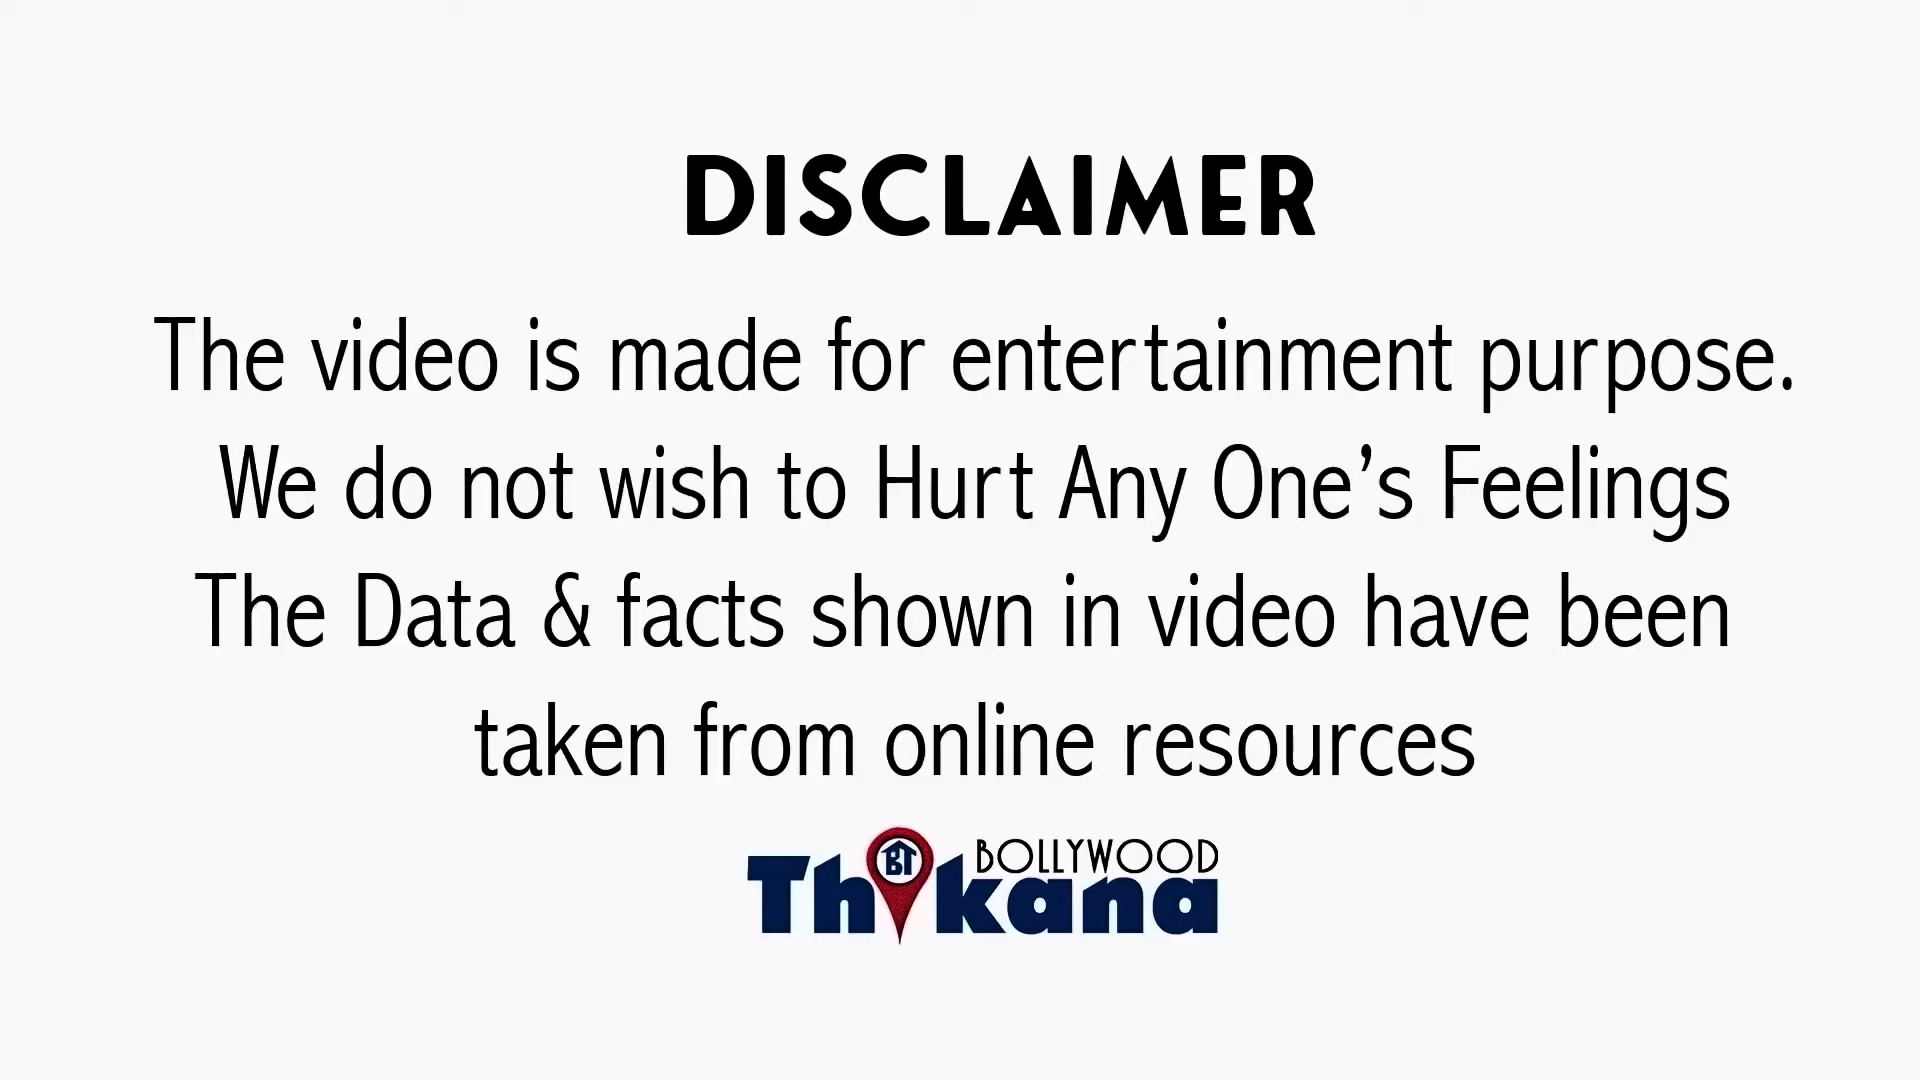 DISCLAIMER
The video is made for entertainment purpose.
We do not wish to Hurt Any One’s Feelings
The Data & facts shown in video have been
taken from online resources
BT
BOLLYWOOD
Thikana